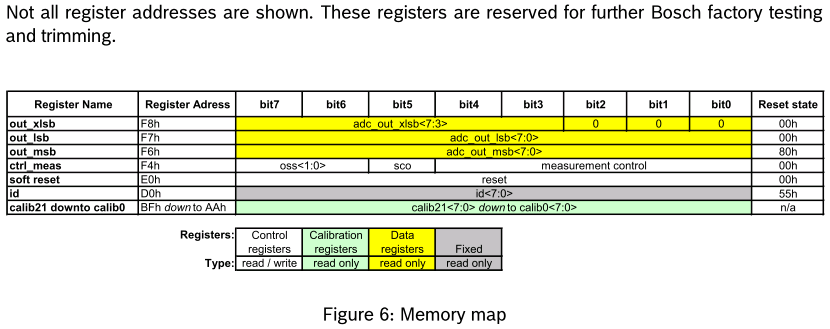 Not all register addresses are shown. These registers are reserved for further Bosch factory testing
and trimming.
Register Name Register Adress bit7 bit6 bit5 bit4 bit3 bit2 bit1 bit0 Reset state
out_xlsb F8h adc_out_xlsb<7:3> 0 0 0 00h
out_lsb F7h adc_out_lsb<7:0> 00h
out_msb F6h adc_out_msb<7:0> 80h
ctrl_meas F4h oss<1:0> sco measurement control 00h
soft reset E0h reset 00h
id D0h id<7:0> 55h
calib21 downto calib0 BFh down to AAh calib21<7:0> down to calib0<7:0> n/a
Registers: Control registers Calibration registers Data registers Fixed
Type: read / write read only read only read only
Figure 6: Memory map